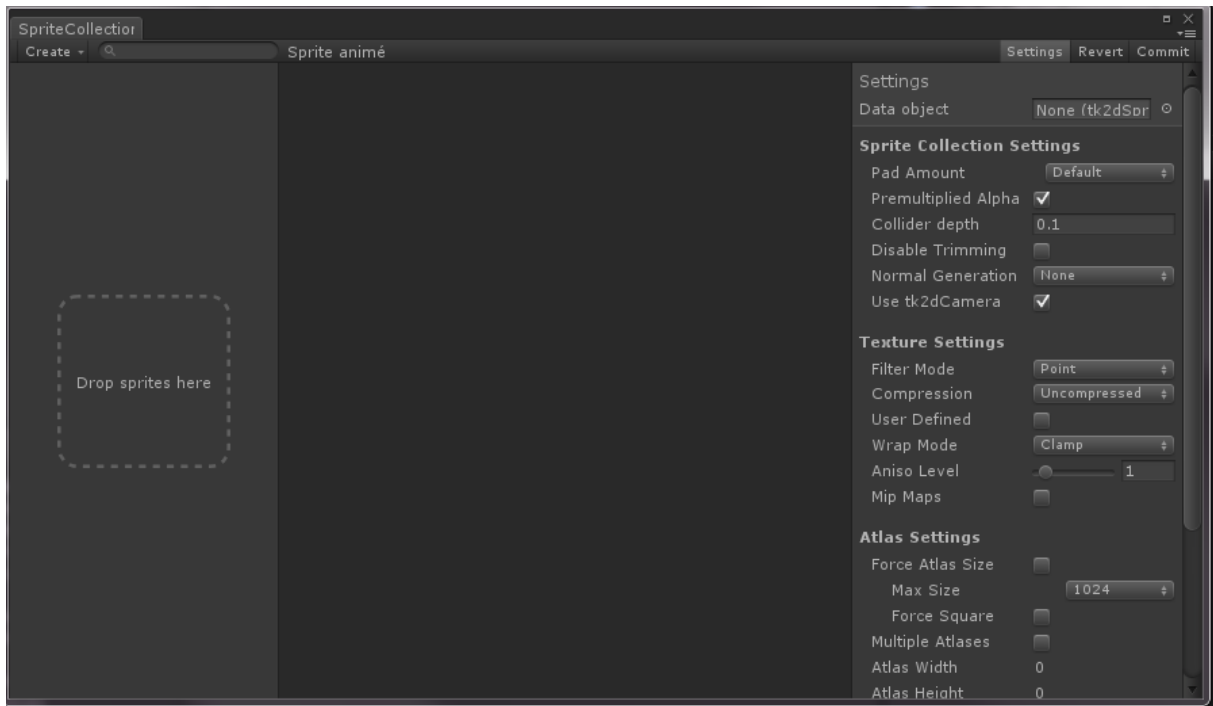 SpriteCollection
Create Sprite animé Settings Revert Commit
Drop sprites here
Settings
Data object None (tk2dSpr
Sprite Collection Settings
Pad Amount Default
Premultiplied Alpha
Collider depth 0.1
Disable Trimming
Normal Generation None
Use tk2dCamera
Texture Settings
Filter Mode Point
Compression Uncompressed
User Defined
Wrap Mode Clamp
Aniso Level 1
Mip Maps
Atlas Settings
Force Atlas Size
Max Size 1024
Force Square
Multiple Atlases
Atlas Width 0
Atlas Height 0